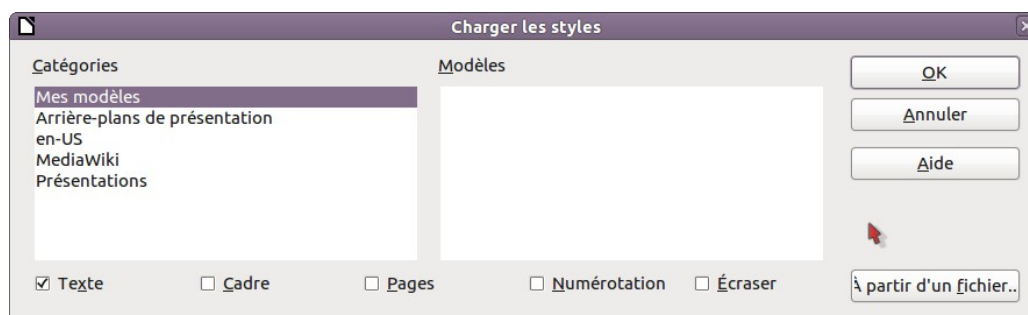 Charger les styles
Catégories
Modèles
Mes modèles
Arrière-plans de présentation
en-US
MediaWiki
Présentations
OK
Annuler
Aide
Texte
Cadre
Pages
Numérotation
Écraser
À partir d'un fichier..